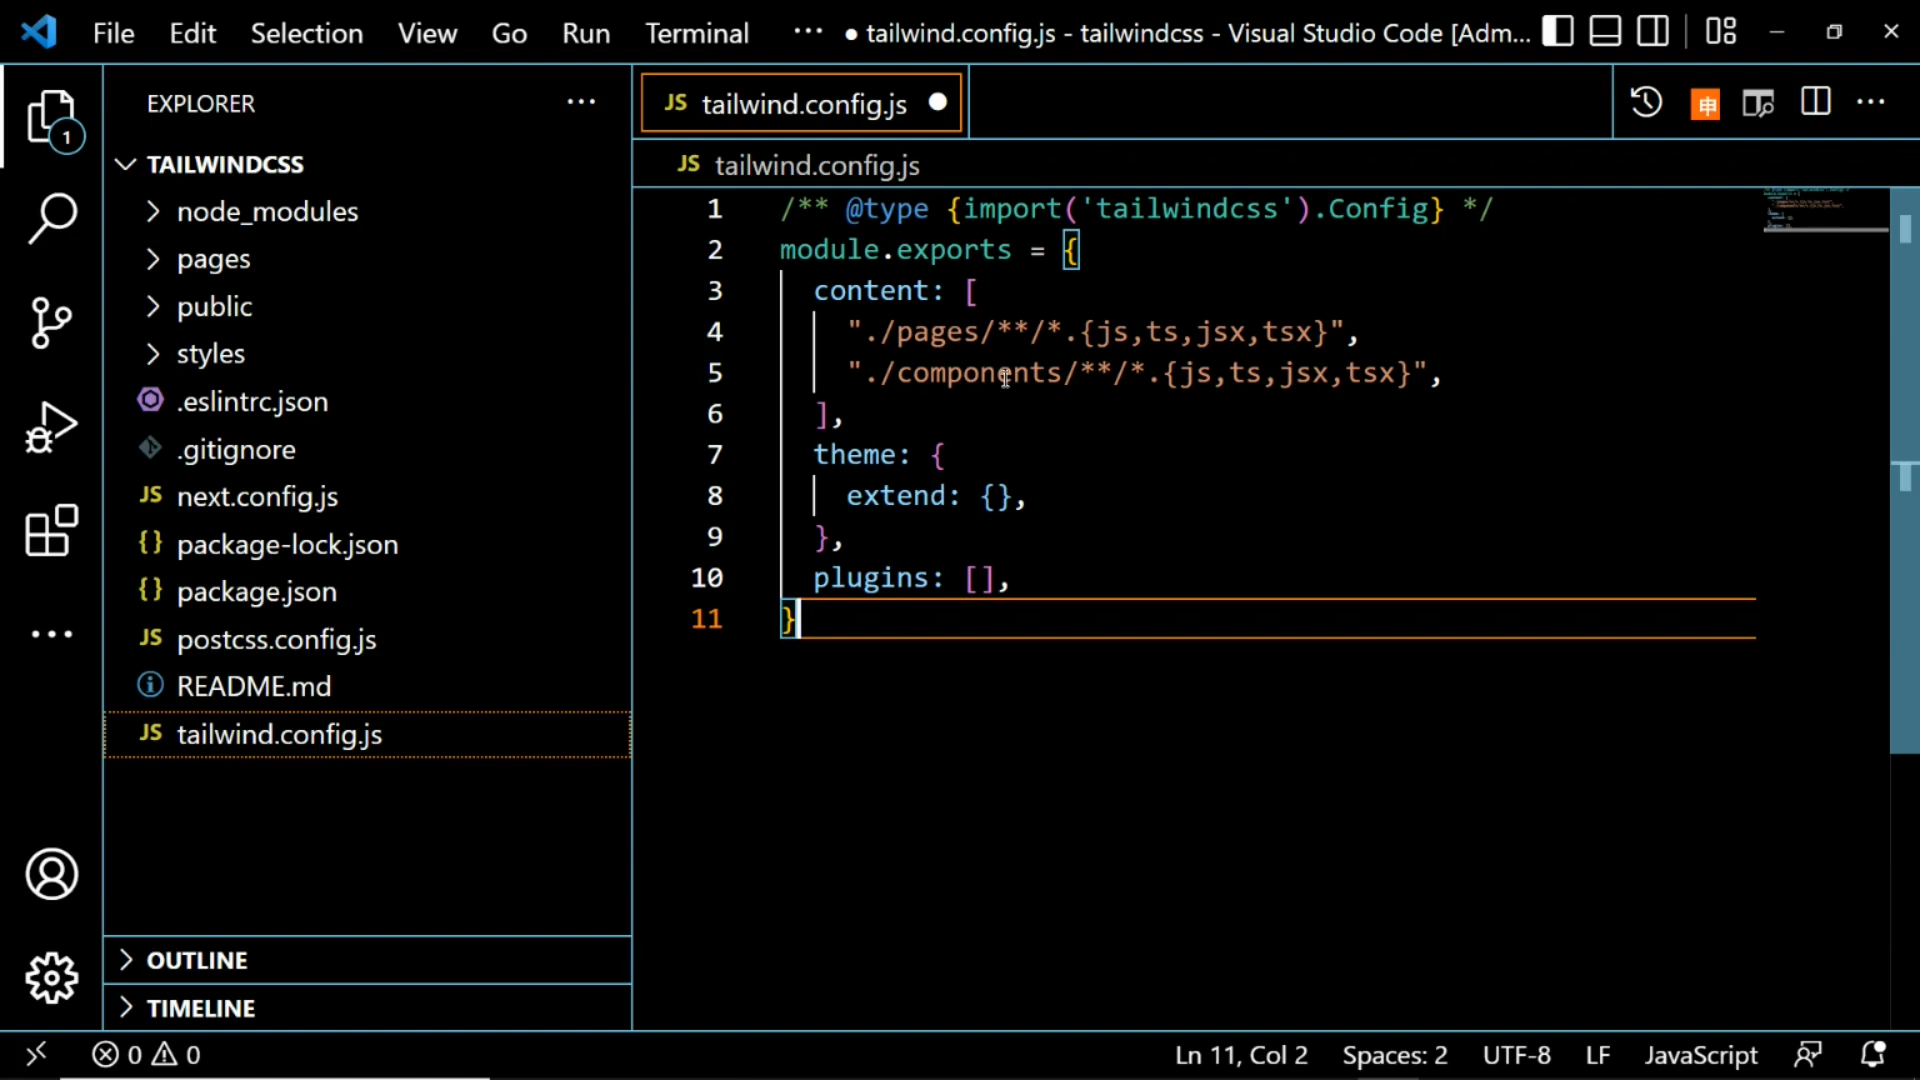 File Edit Selection View Go Run Terminal ··· ● tailwind.config.js - tailwindcss - Visual Studio Code [Adm...
EXPLORER ···
1
TAILWINDCSS
node_modules
pages
public
styles
.eslintrc.json
.gitignore
JS next.config.js
{} package-lock.json
{} package.json
JS postcss.config.js
README.md
JS tailwind.config.js
OUTLINE
TIMELINE
JS tailwind.config.js ●
申
JS tailwind.config.js
1 /** @type {import('tailwindcss').Config} */
2 module.exports = {
3 content: [
4 "./pages/**/*.{js,ts,jsx,tsx}",
5 "./components/**/*.{js,ts,jsx,tsx}",
6 ],
7 theme: {
8 extend: {},
9 },
10 plugins: [],
11 }
0 0 Ln 11, Col 2 Spaces: 2 UTF-8 LF JavaScript